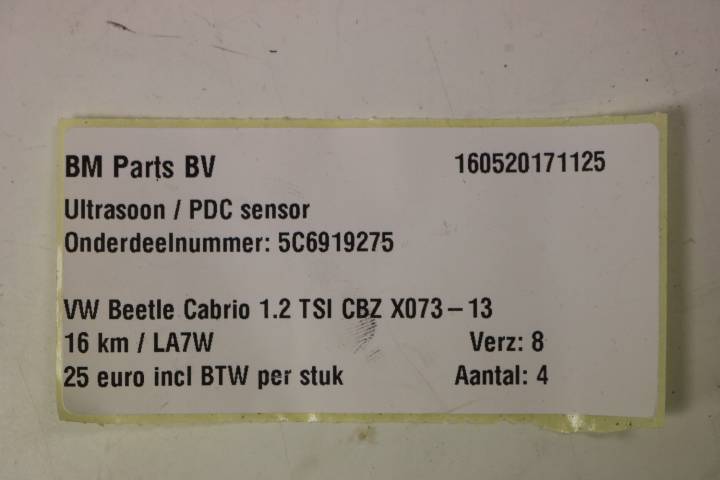 BM Parts BV 160520171125
Ultrasoon / PDC sensor
Onderdeelnummer: 5C6919275
VW Beetle Cabrio 1.2 TSI CBZ X073-13
16 km / LA7W Verz: 8
25 euro incl BTW per stuk Aantal: 4